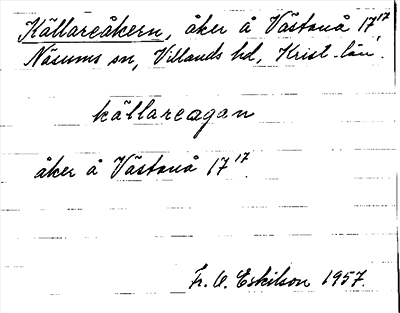 Källareåkern, åker å Västanå 17¹⁷,
Näsums sn, Villands hd, Krist. län.
källareagan
åker å Västanå 17¹⁷.
Fr. E. Eskilson 1957.